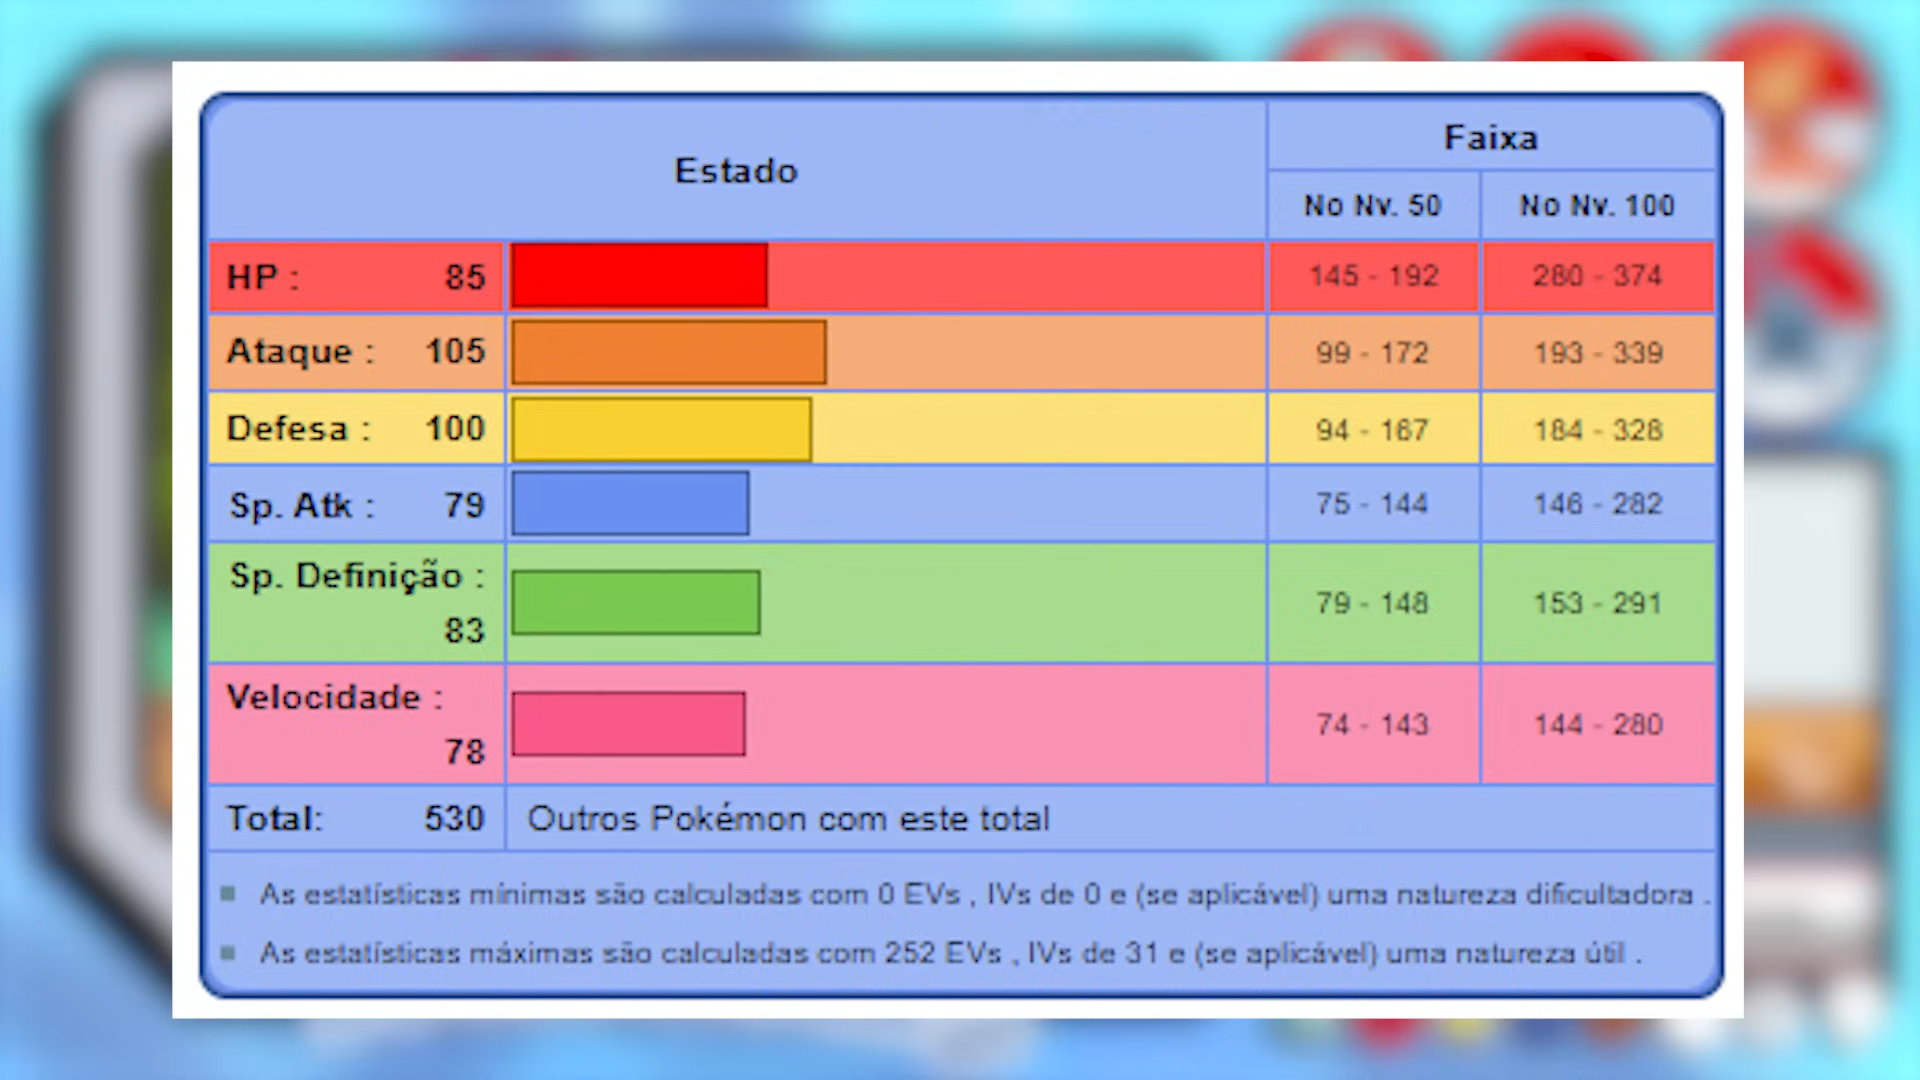 Estado
Faixa
No Nv. 50
No Nv. 100
HP : 85
145 - 192
280 - 374
Ataque : 105
99 - 172
193 - 339
Defesa : 100
94 - 167
184 - 328
Sp. Atk : 79
75 - 144
146 - 282
Sp. Definição :
83
79 - 148
153 - 291
Velocidade :
78
74 - 143
144 - 280
Total: 530
Outros Pokémon com este total
As estatísticas mínimas são calculadas com 0 EVs , IVs de 0 e (se aplicável) uma natureza dificultadora .
As estatísticas máximas são calculadas com 252 EVs , IVs de 31 e (se aplicável) uma natureza útil .